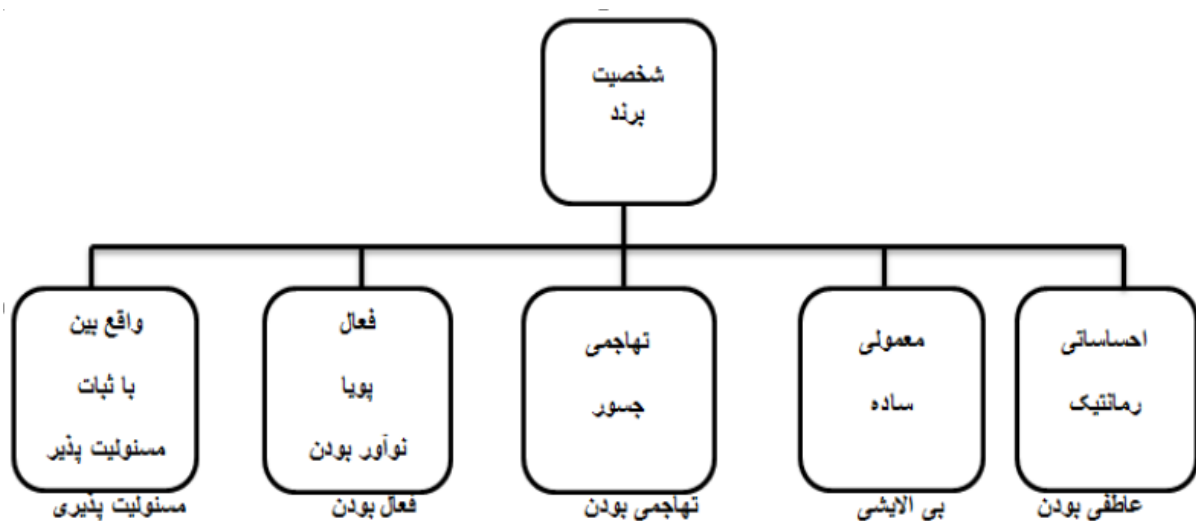 شخصیت
برند
احساساتی
رمانتیک
معمولی
ساده
تهاجمی
جسور
فعال
پویا
نوآور بودن
واقع بین
با ثبات
مسئولیت پذیر
عاطفی بودن
بی الایشی
تهاجمی بودن
فعال بودن
مسئولیت پذیری